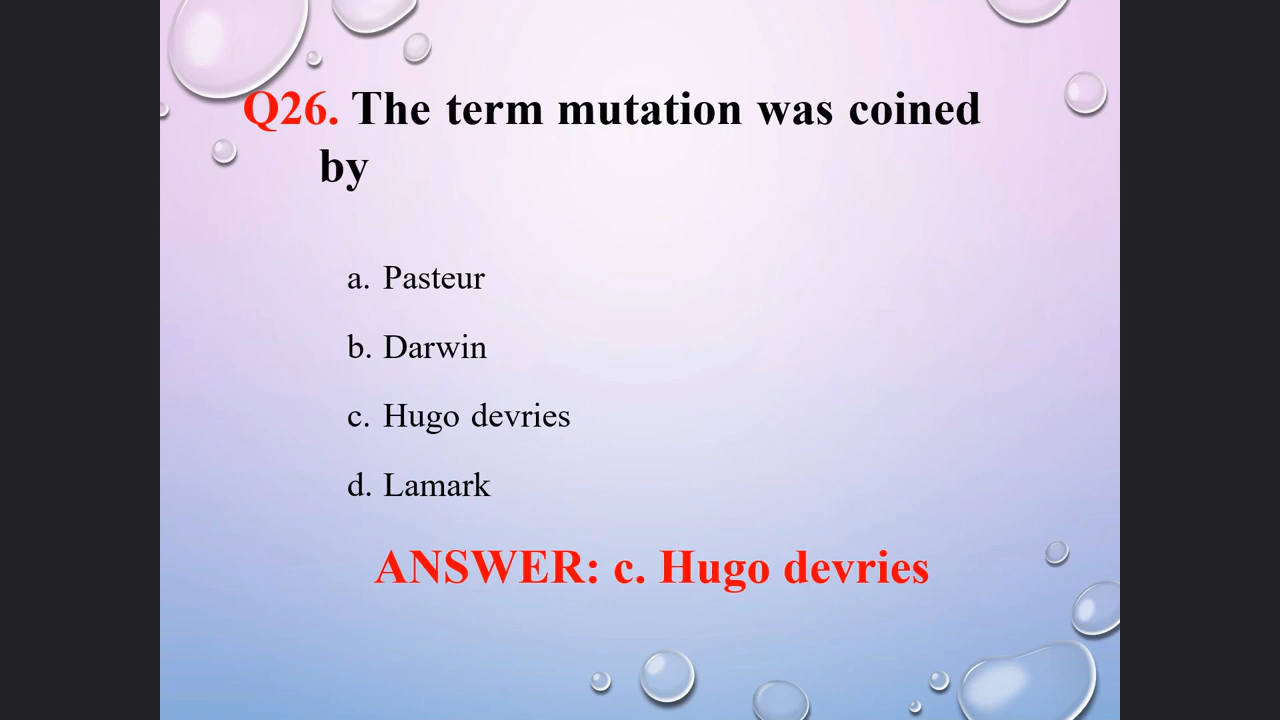 Q26. The term mutation was coined
by
a. Pasteur
b. Darwin
c. Hugo devries
d. Lamark
ANSWER: c. Hugo devries